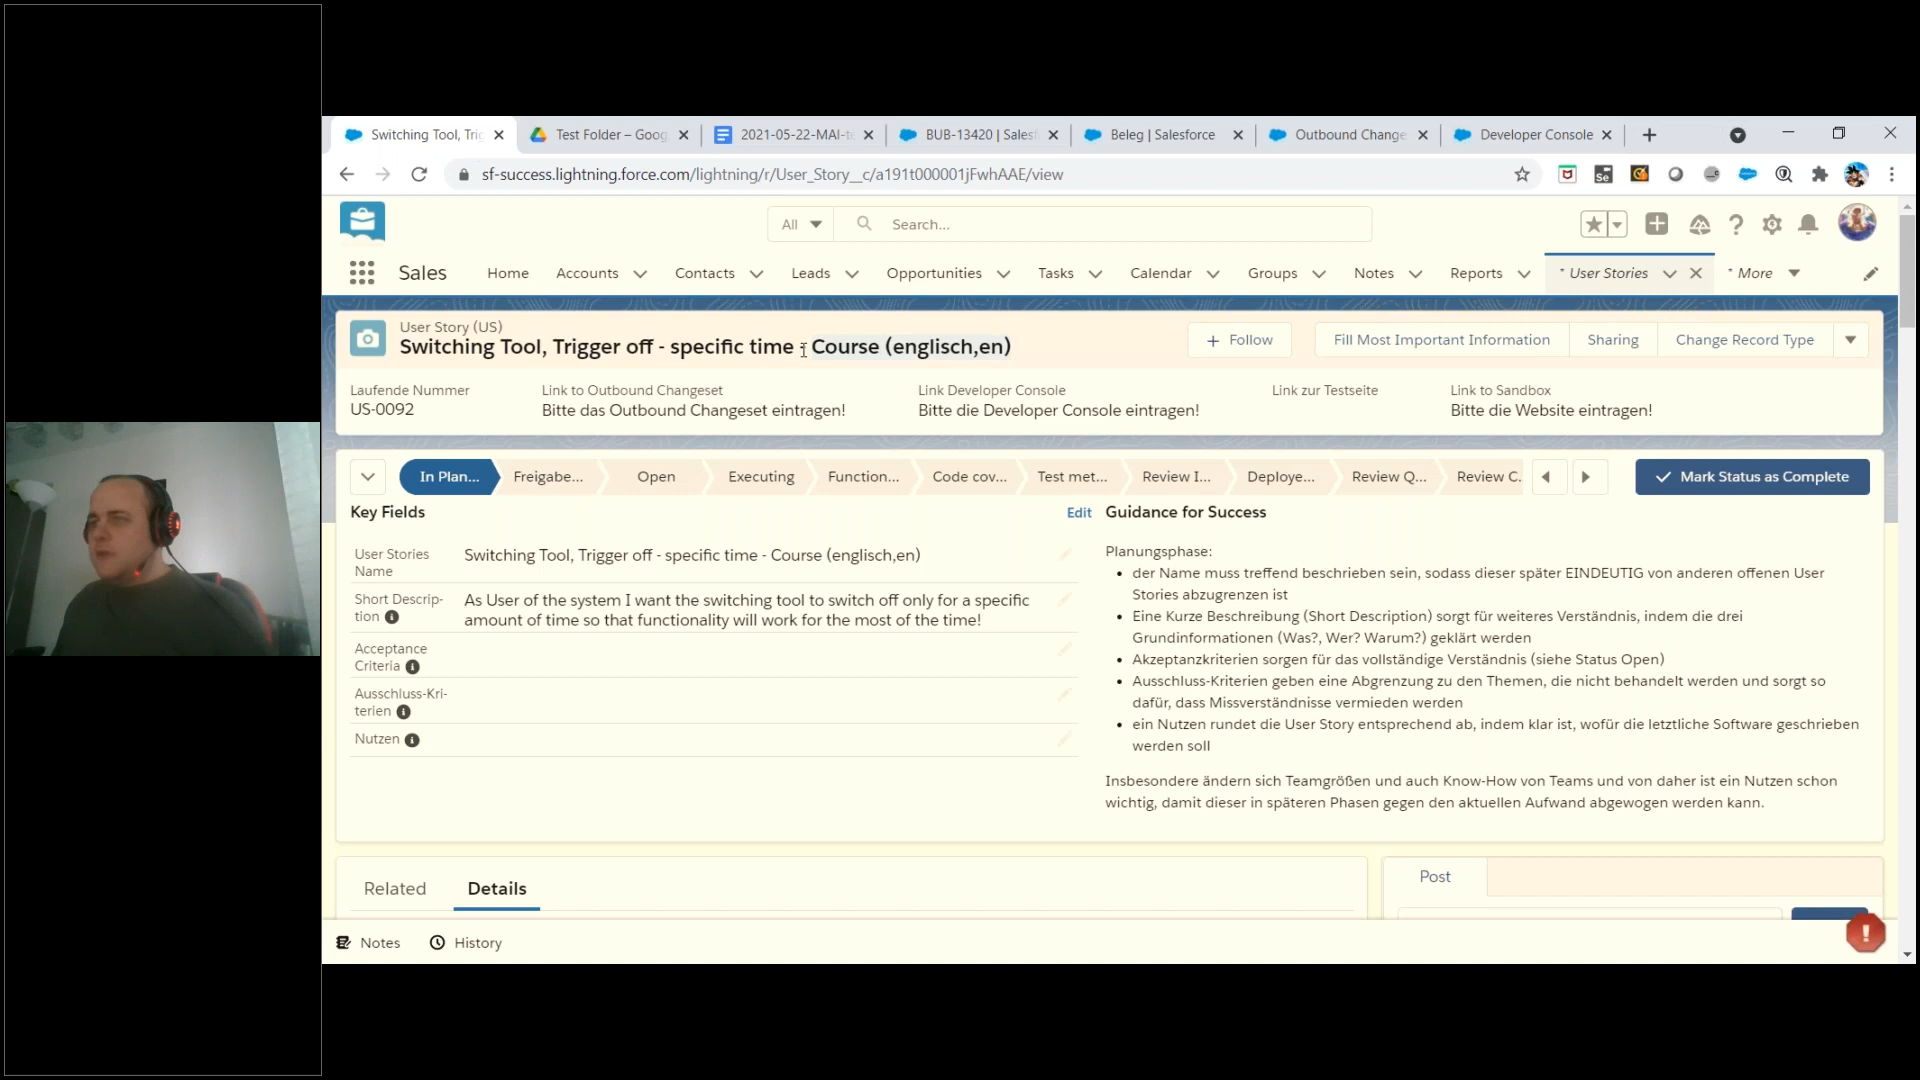 Switching Tool, Tri
Test Folder – Goog
2021-05-22-MAI-t
BUB-13420 | Salesf
Beleg | Salesforce
Outbound Change
Developer Console
sf-success.lightning.force.com/lightning/r/User_Story__c/a191t000001jFwhAAE/view
All
Search...
Sales
Home
Accounts
Contacts
Leads
Opportunities
Tasks
Calendar
Groups
Notes
Reports
* User Stories
* More
User Story (US)
Switching Tool, Trigger off - specific time - Course (englisch,en)
Follow
Fill Most Important Information
Sharing
Change Record Type
Laufende Nummer
US-0092
Link to Outbound Changeset
Bitte das Outbound Changeset eintragen!
Link Developer Console
Bitte die Developer Console eintragen!
Link zur Testseite
Link to Sandbox
Bitte die Website eintragen!
In Plan...
Freigabe...
Open
Executing
Function...
Code cov...
Test met...
Review I...
Deploye...
Review Q...
Review C.
Mark Status as Complete
Key Fields
Edit
User Stories
Name
Switching Tool, Trigger off - specific time - Course (englisch,en)
Short Descrip-
tion
As User of the system I want the switching tool to switch off only for a specific
amount of time so that functionality will work for the most of the time!
Acceptance
Criteria
Ausschluss-Kri-
terien
Nutzen
Guidance for Success
Planungsphase:
• der Name muss treffend beschrieben sein, sodass dieser später EINDEUTIG von anderen offenen User
Stories abzugrenzen ist
• Eine Kurze Beschreibung (Short Description) sorgt für weiteres Verständnis, indem die drei
Grundinformationen (Was?, Wer? Warum?) geklärt werden
• Akzeptanzkriterien sorgen für das vollständige Verständnis (siehe Status Open)
• Ausschluss-Kriterien geben eine Abgrenzung zu den Themen, die nicht behandelt werden und sorgt so
dafür, dass Missverständnisse vermieden werden
• ein Nutzen rundet die User Story entsprechend ab, indem klar ist, wofür die letztliche Software geschrieben
werden soll
Insbesondere ändern sich Teamgrößen und auch Know-How von Teams und von daher ist ein Nutzen schon
wichtig, damit dieser in späteren Phasen gegen den aktuellen Aufwand abgewogen werden kann.
Related
Details
Post
Notes
History